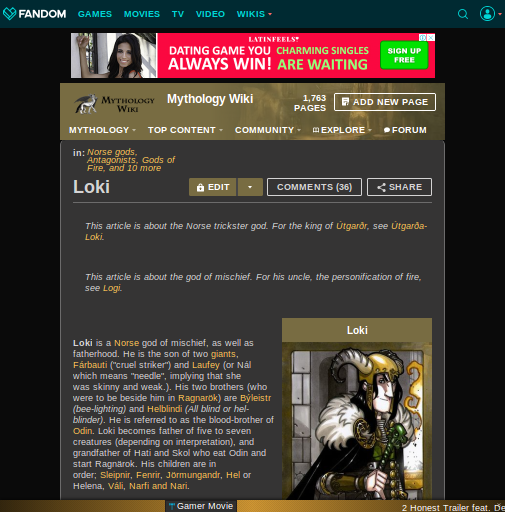 FANDOM GAMES MOVIES TV VIDEO WIKIS
LATINFEELS
DATING GAME YOU CHARMING SINGLES
ALWAYS WIN! ARE WAITING
SIGN UP
FREE
MYTHOLOGY
WIKI
Mythology Wiki
1,763
PAGES
ADD NEW PAGE
MYTHOLOGY TOP CONTENT COMMUNITY EXPLORE FORUM
in: Norse gods,
Antagonists, Gods of
Fire, and 10 more
Loki
EDIT COMMENTS (36) SHARE
This article is about the Norse trickster god. For the king of Útgarðr, see Útgarða-
Loki.
This article is about the god of mischief. For his uncle, the personification of fire,
see Logi.
Loki
Loki is a Norse god of mischief, as well as
fatherhood. He is the son of two giants,
Fárbauti ("cruel striker") and Laufey (or Nál
which means "needle", implying that she
was skinny and weak.). His two brothers (who
were to be beside him in Ragnarök) are Býleistr
(bee-lighting) and Helblindi (All blind or hel-
blinder). He is referred to as the blood-brother of
Odin. Loki becomes father of five to seven
creatures (depending on interpretation), and
grandfather of Hati and Skol who eat Odin and
start Ragnarok. His children are in
order; Sleipnir, Fenrir, Jörmungandr, Hel or
Helena, Váli, Narfi and Nari.
Gamer Movie
2 Honest Trailer feat. De